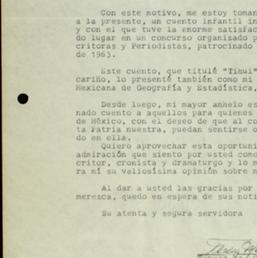 Con este motivo, me estoy toman
a la presente, un cuento infantil in
y con el que tuve la enorme satisfac
do lugar en un concurso organizado p
critoras y Periodistas, patrocinado
de 1963.
Este cuento, que titulé "Timui
cariño, lo presenté también como mi
Mexicana de Geografía y Estadística,
Desde luego, mi mayor anhelo es
nado cuento a aquellos para quienes
de México, con el deseo de que al co
ta Patria nuestra, puedan sentirse o
do en ella.
Quiero aprovechar esta oportuni
admiración que siento por usted como
critor, cronista y dramaturgo y lo m
ra mi su valiosísima opinión sobre m
Al dar a usted las gracias por
meresca, quedo en espera de sus noti
Su atenta y segura servidora